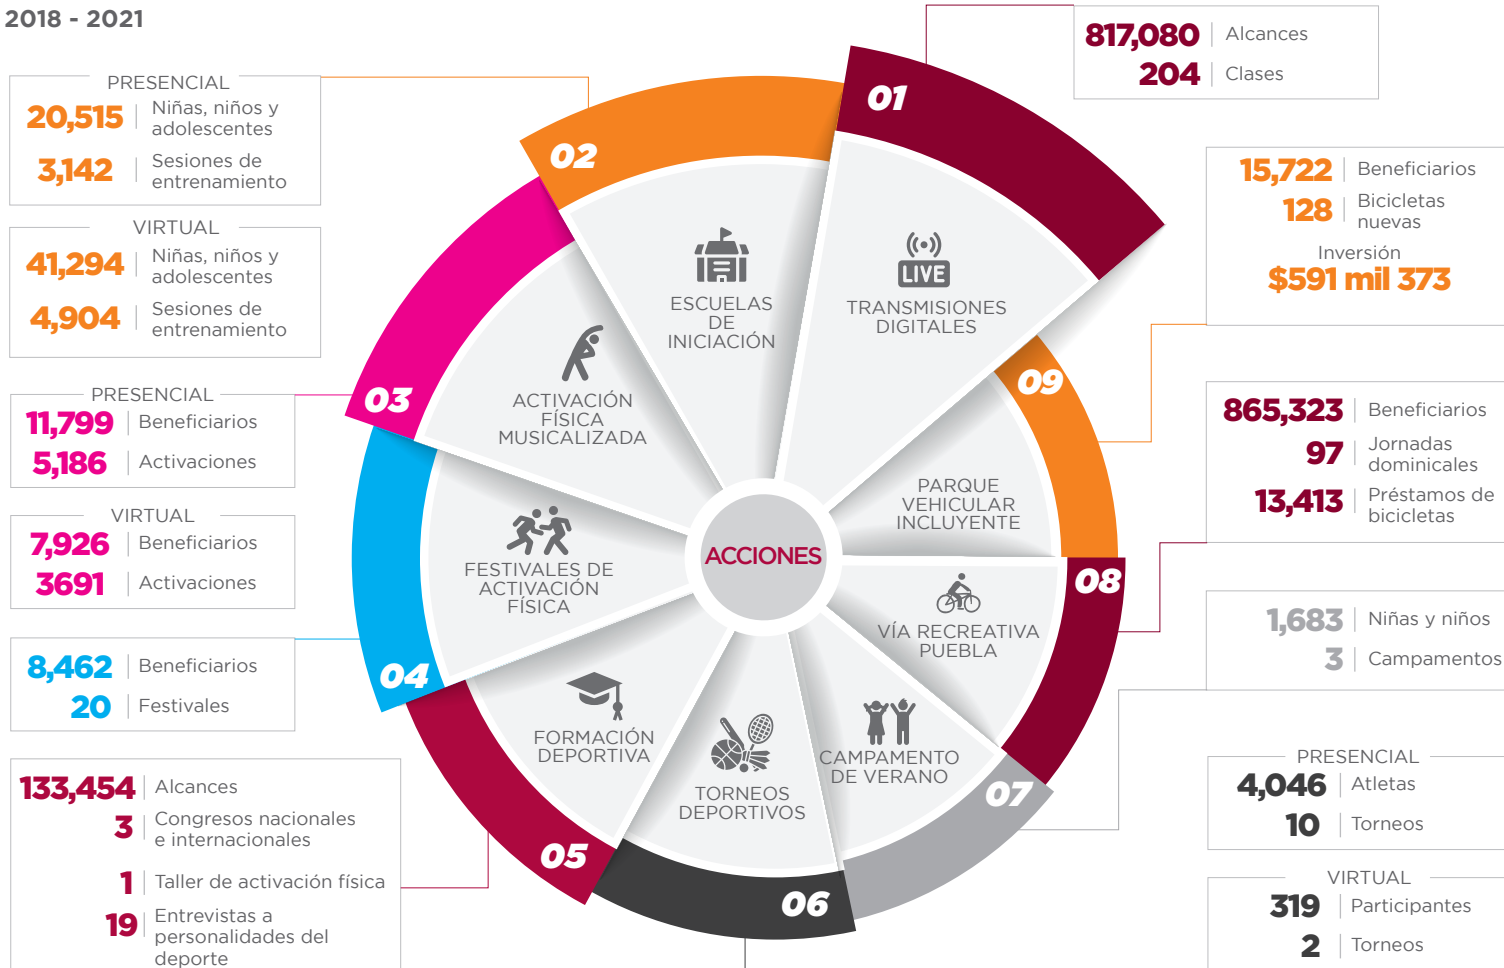 2018 - 2021
PRESENCIAL
20,515 Niñas, niños y
adolescentes
3,142 Sesiones de
entrenamiento
VIRTUAL
41,294 Niñas, niños y
adolescentes
4,904 Sesiones de
entrenamiento
PRESENCIAL
11,799 Beneficiarios
5,186 Activaciones
VIRTUAL
7,926 Beneficiarios
3691 Activaciones
8,462 Beneficiarios
20 Festivales
133,454 Alcances
3 Congresos nacionales
e internacionales
1 Taller de activación física
19 Entrevistas a
personalidades del
deporte
01
LIVE
TRANSMISIONES
DIGITALES
02
ESCUELAS
DE
INICIACIÓN
03
ACTIVACIÓN
FÍSICA
MUSICALIZADA
04
FESTIVALES DE
ACTIVACIÓN
FÍSICA
05
FORMACIÓN
DEPORTIVA
06
TORNEOS
DEPORTIVOS
07
CAMPAMENTO
DE VERANO
08
VÍA RECREATIVA
PUEBLA
09
PARQUE
VEHICULAR
INCLUYENTE
ACCIONES
817,080 Alcances
204 Clases
15,722 Beneficiarios
128 Bicicletas
nuevas
Inversión
$591 mil 373
865,323 Beneficiarios
97 Jornadas
dominicales
13,413 Préstamos de
bicicletas
1,683 Niñas y niños
3 Campamentos
PRESENCIAL
4,046 Atletas
10 Torneos
VIRTUAL
319 Participantes
2 Torneos